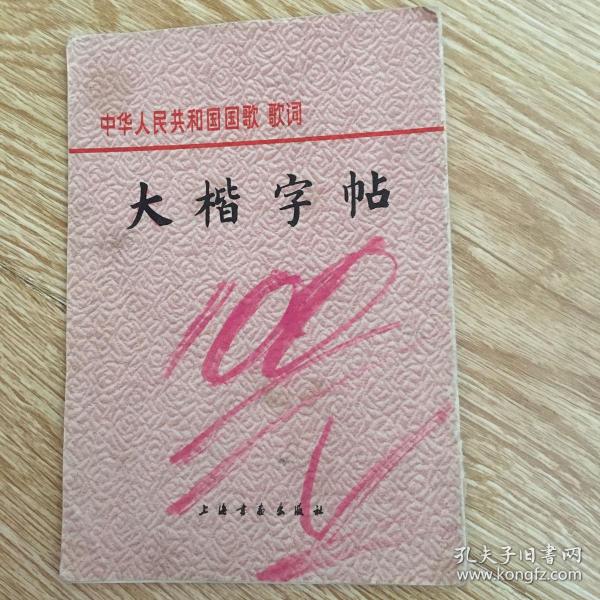 中华人民共和国国歌 歌词
大楷字帖
100
上海书画出版社
孔夫子旧书网
www.kongfz.com